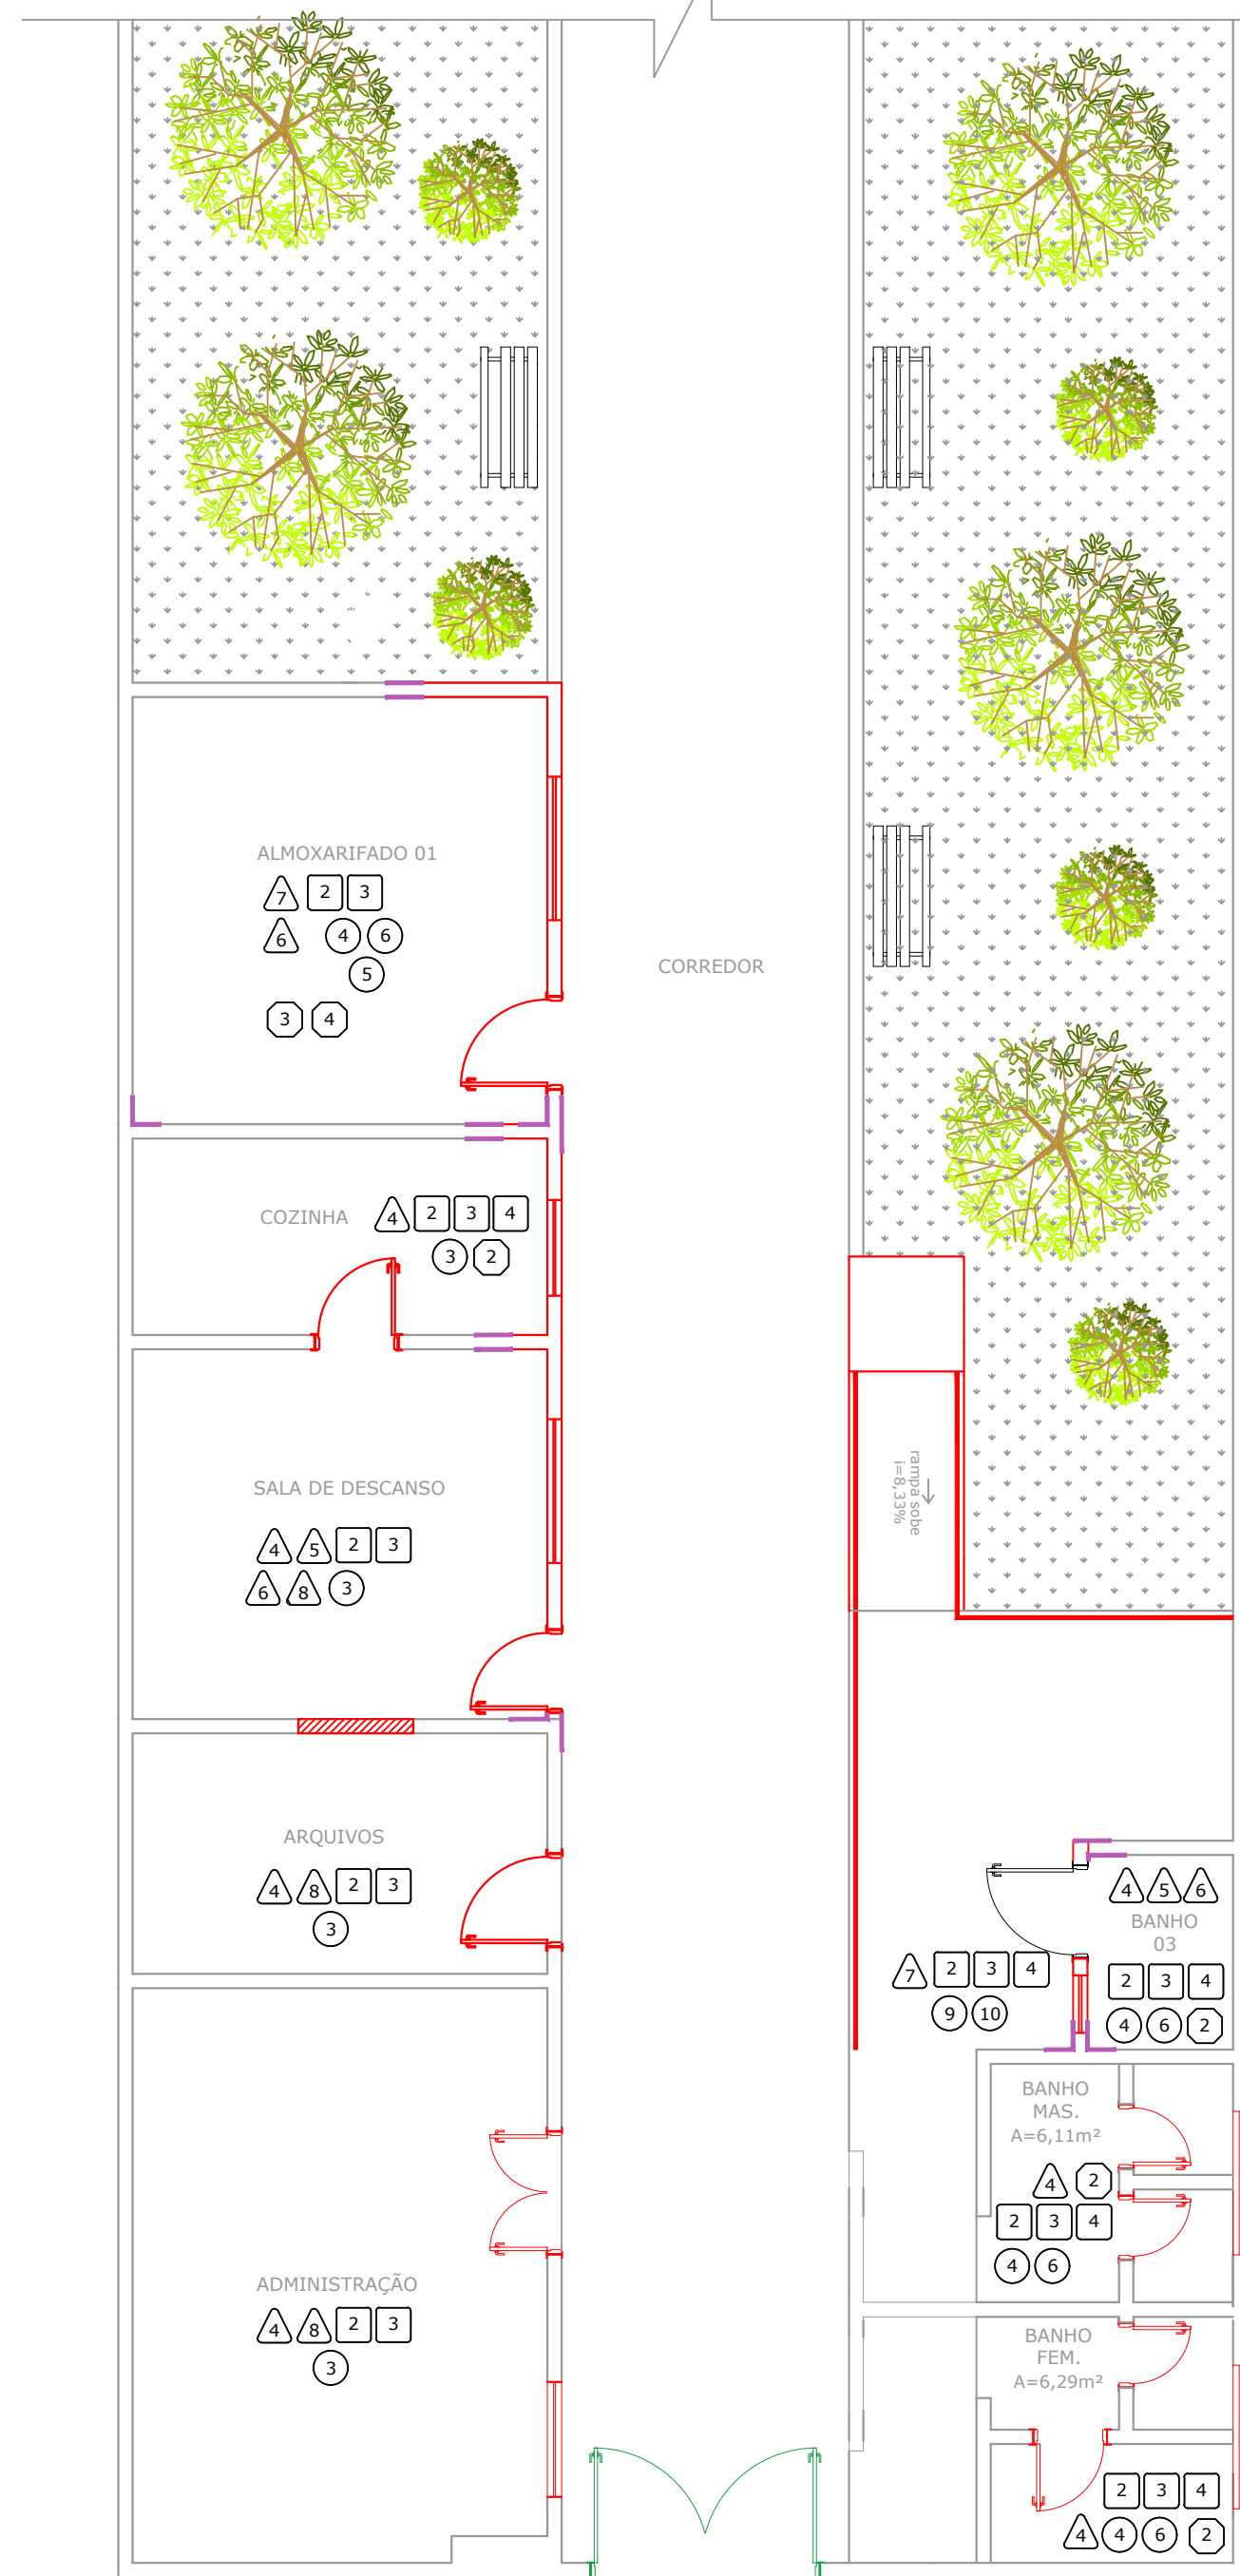 ALMOXARIFADO 01
7 2 3
6 4 6
5
3 4
CORREDOR
COZINHA 4 2 3 4
3 2
rampa sobe
i=8,33%
SALA DE DESCANSO
4 5 2 3
6 8 3
ARQUIVOS
4 8 2 3
3
4 5 6
BANHO
03
2 3 4
4 6 2
7 2 3 4
9 10
BANHO
MAS.
A=6,11m²
4 2
2 3 4
4 6
ADMINISTRAÇÃO
4 8 2 3
3
BANHO
FEM.
A=6,29m²
2 3 4
4 4 6 2